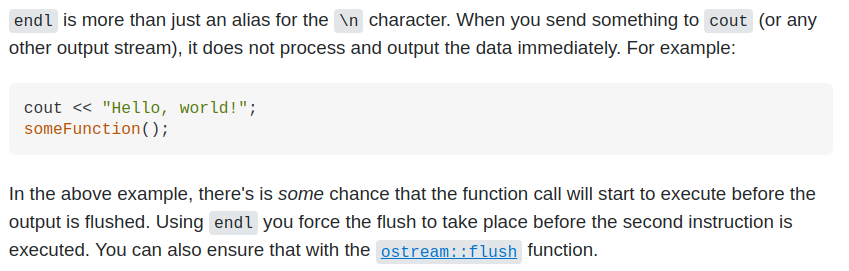 endl is more than just an alias for the \n character. When you send something to cout (or any
other output stream), it does not process and output the data immediately. For example:
cout << "Hello, world!";
someFunction();
In the above example, there's is some chance that the function call will start to execute before the
output is flushed. Using endl you force the flush to take place before the second instruction is
executed. You can also ensure that with the ostream::flush function.